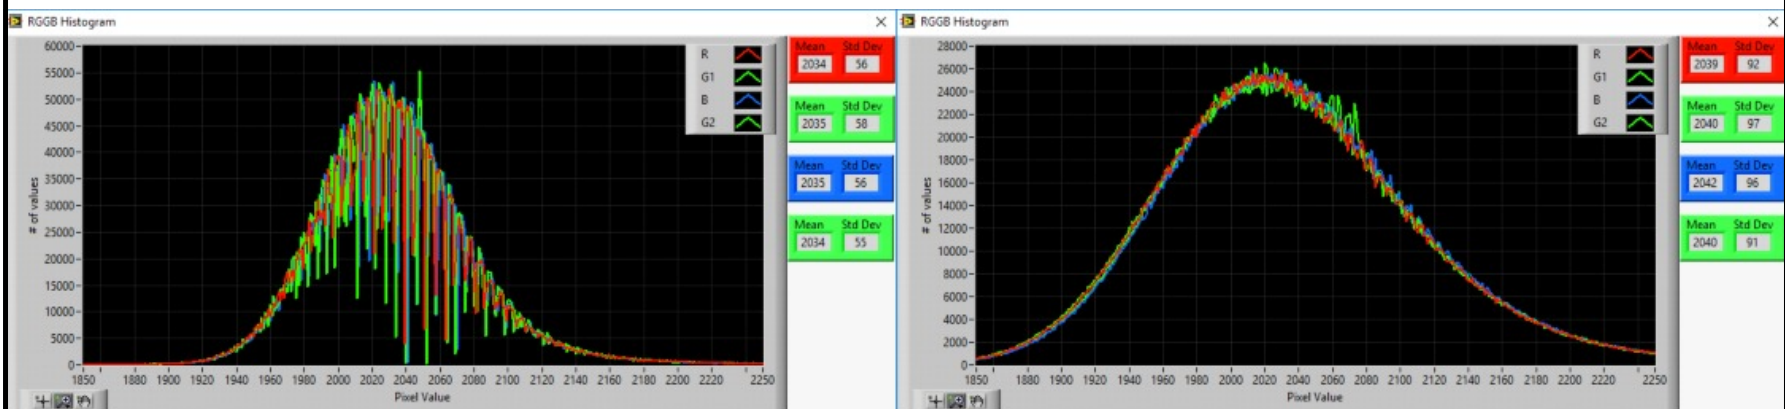 RGGB Histogram
60000
55000
50000
45000
40000
35000
30000
25000
20000
15000
10000
5000
0
# of values
1850 1880 1900 1920 1940 1960 1980 2000 2020 2040 2060 2080 2100 2120 2140 2160 2180 2200 2220 2250
Pixel Value
R
G1
B
G2
Mean Std Dev
2034 56
Mean Std Dev
2035 58
Mean Std Dev
2035 56
Mean Std Dev
2034 55
RGGB Histogram
28000
26000
24000
22000
20000
18000
16000
14000
12000
10000
8000
6000
4000
2000
0
# of values
1850 1880 1900 1920 1940 1960 1980 2000 2020 2040 2060 2080 2100 2120 2140 2160 2180 2200 2220 2250
Pixel Value
R
G1
B
G2
Mean Std Dev
2039 92
Mean Std Dev
2040 97
Mean Std Dev
2042 96
Mean Std Dev
2040 91